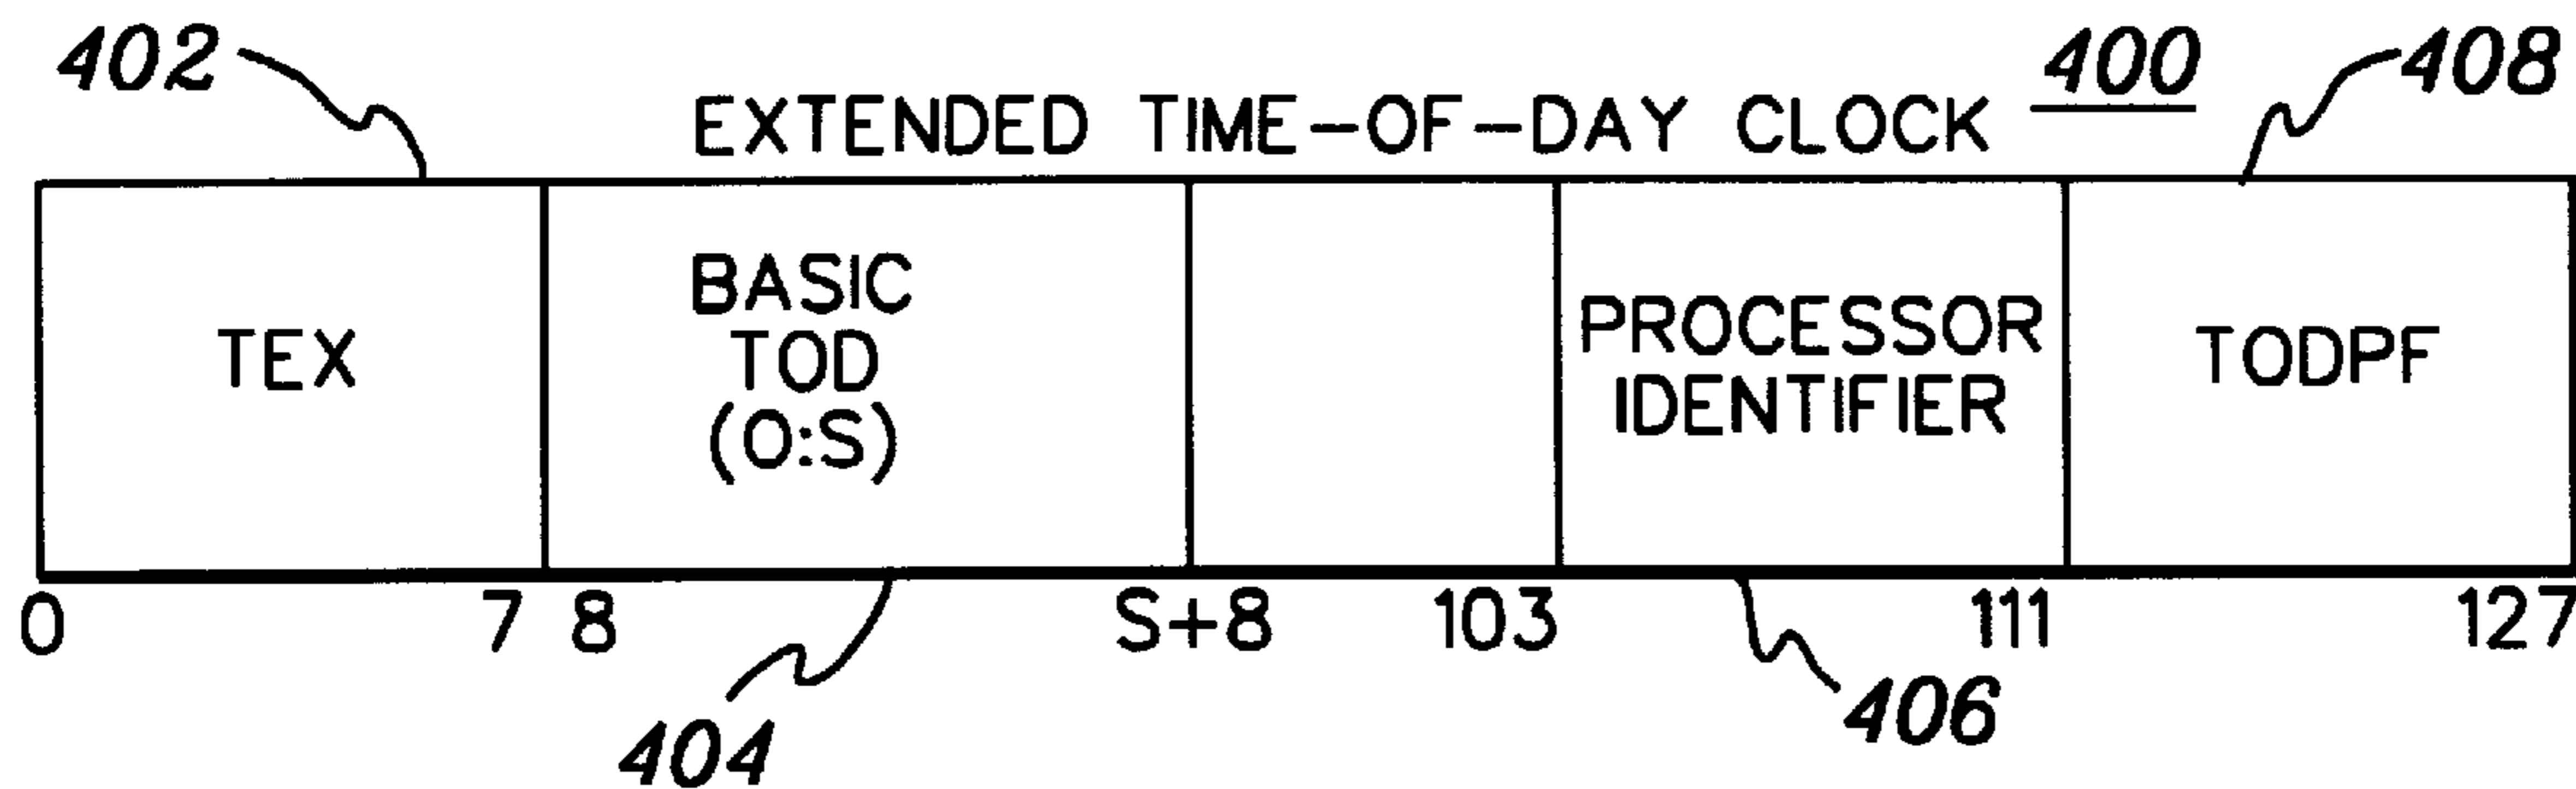 402 400 408
EXTENDED TIME-OF-DAY CLOCK
TEX
BASIC
TOD
(0:S)
PROCESSOR
IDENTIFIER
TODPF
0 7 8 S+8 103 111 127
404 406